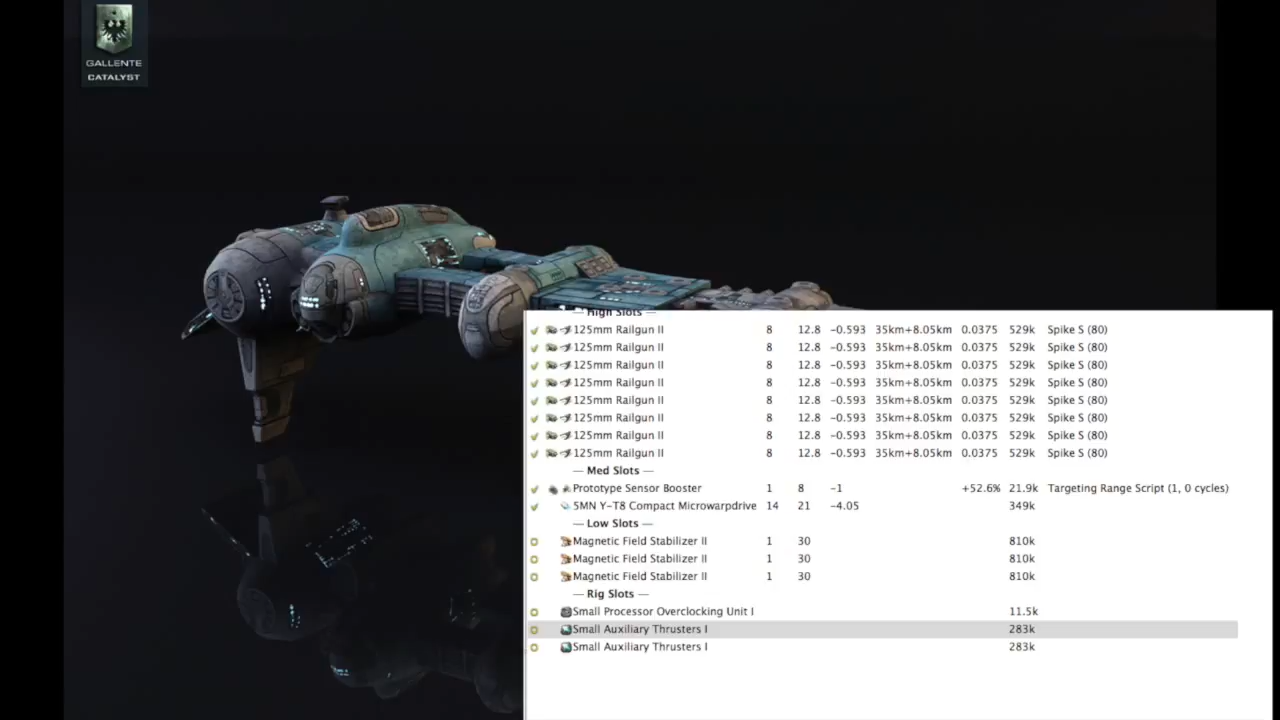 GALLENTE
CATALYST
— High Slots —
125mm Railgun II 8 12.8 -0.593 35km+8.05km 0.0375 529k Spike S (80)
125mm Railgun II 8 12.8 -0.593 35km+8.05km 0.0375 529k Spike S (80)
125mm Railgun II 8 12.8 -0.593 35km+8.05km 0.0375 529k Spike S (80)
125mm Railgun II 8 12.8 -0.593 35km+8.05km 0.0375 529k Spike S (80)
125mm Railgun II 8 12.8 -0.593 35km+8.05km 0.0375 529k Spike S (80)
125mm Railgun II 8 12.8 -0.593 35km+8.05km 0.0375 529k Spike S (80)
125mm Railgun II 8 12.8 -0.593 35km+8.05km 0.0375 529k Spike S (80)
125mm Railgun II 8 12.8 -0.593 35km+8.05km 0.0375 529k Spike S (80)
— Med Slots —
Prototype Sensor Booster 1 8 -1 +52.6% 21.9k Targeting Range Script (1, 0 cycles)
5MN Y-T8 Compact Microwarpdrive 14 21 -4.05 349k
— Low Slots —
Magnetic Field Stabilizer II 1 30 810k
Magnetic Field Stabilizer II 1 30 810k
Magnetic Field Stabilizer II 1 30 810k
— Rig Slots —
Small Processor Overclocking Unit I 11.5k
Small Auxiliary Thrusters I 283k
Small Auxiliary Thrusters I 283k